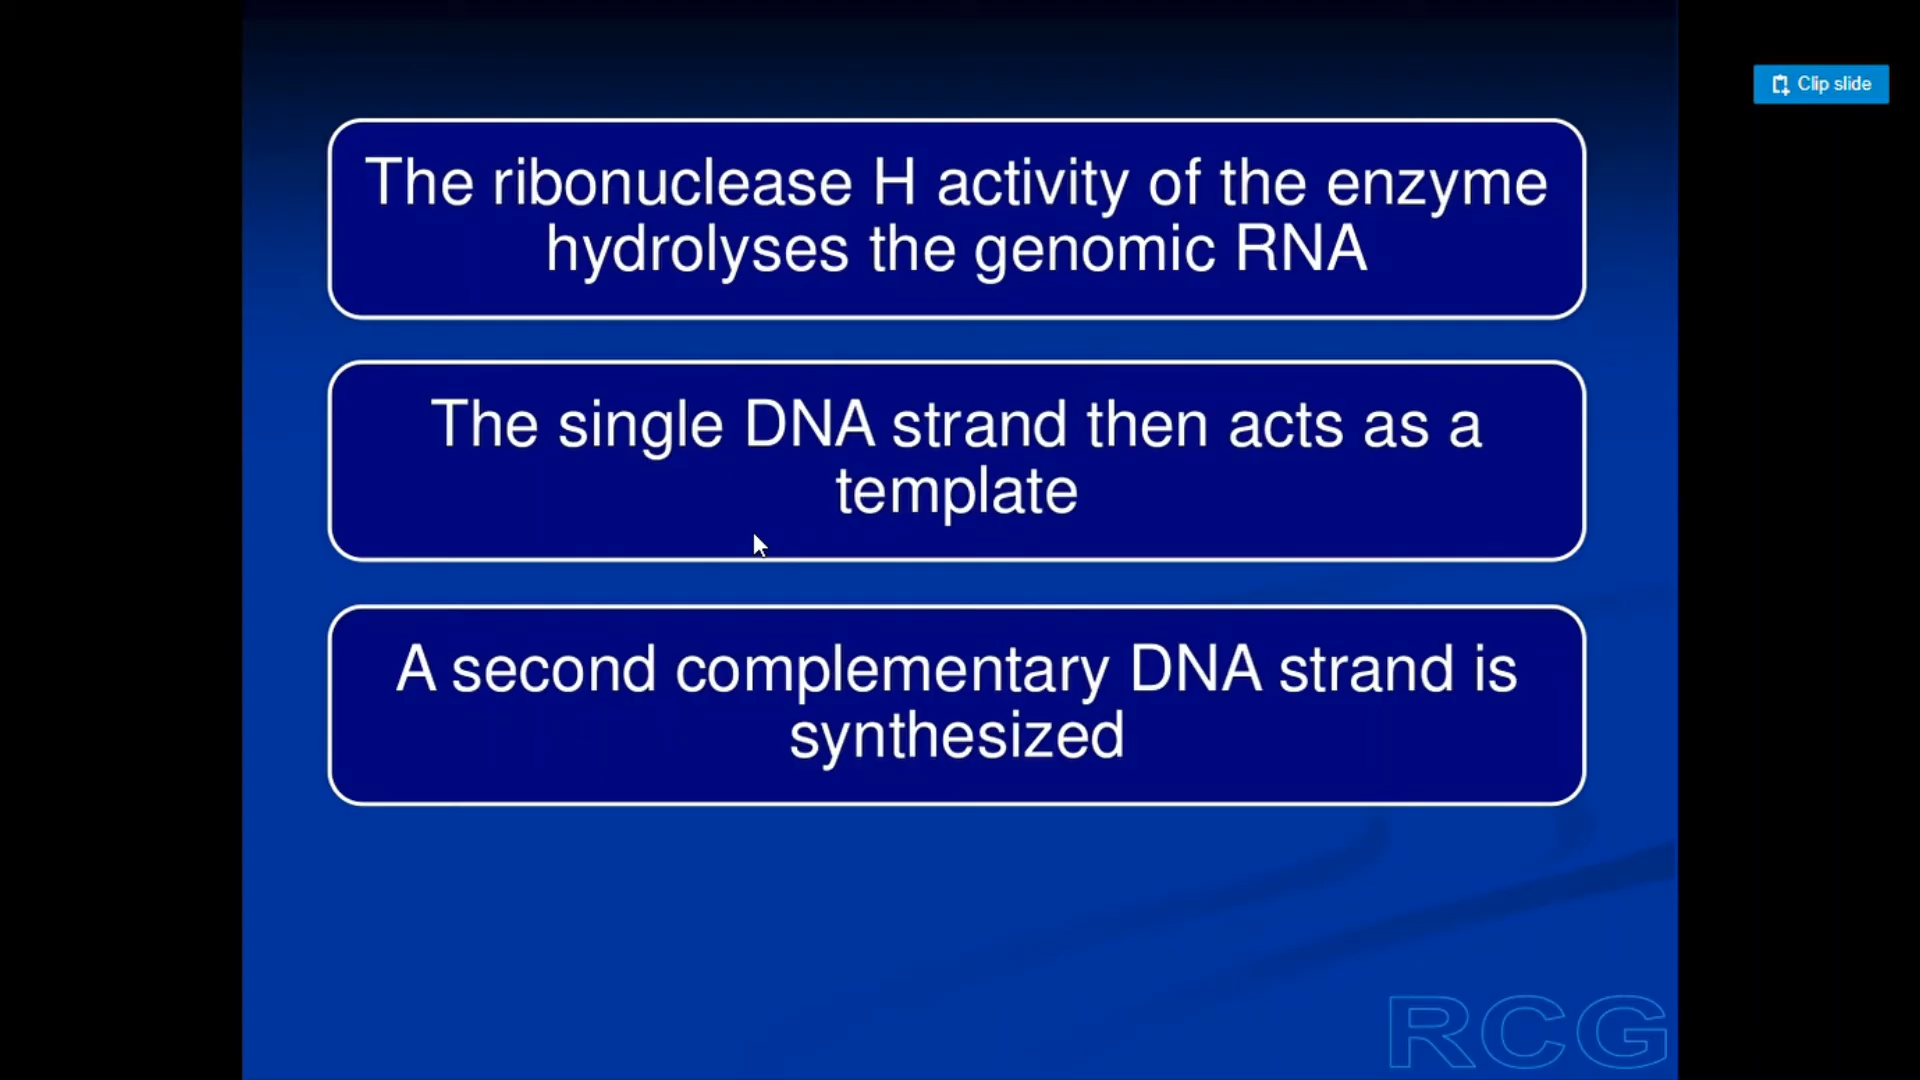 Clip slide
The ribonuclease H activity of the enzyme
hydrolyses the genomic RNA
The single DNA strand then acts as a
template
A second complementary DNA strand is
synthesized
RCG